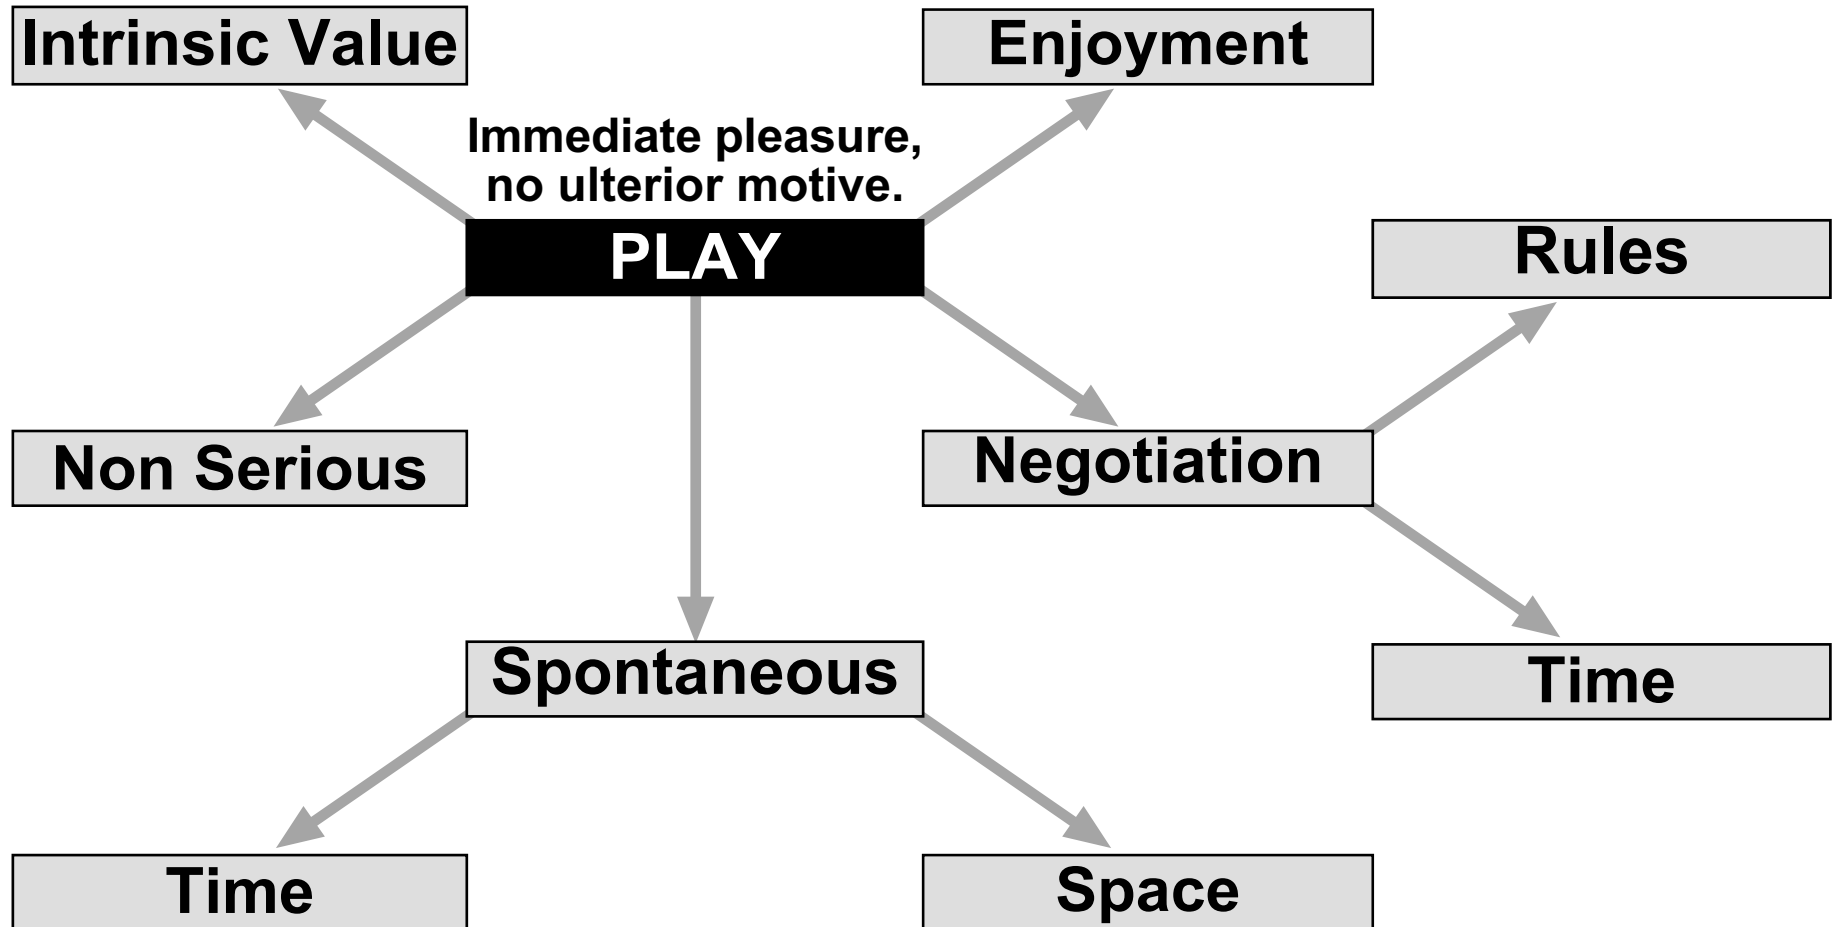 Intrinsic Value
Enjoyment
Immediate pleasure,
no ulterior motive.
PLAY
Rules
Non Serious
Negotiation
Spontaneous
Time
Time
Space